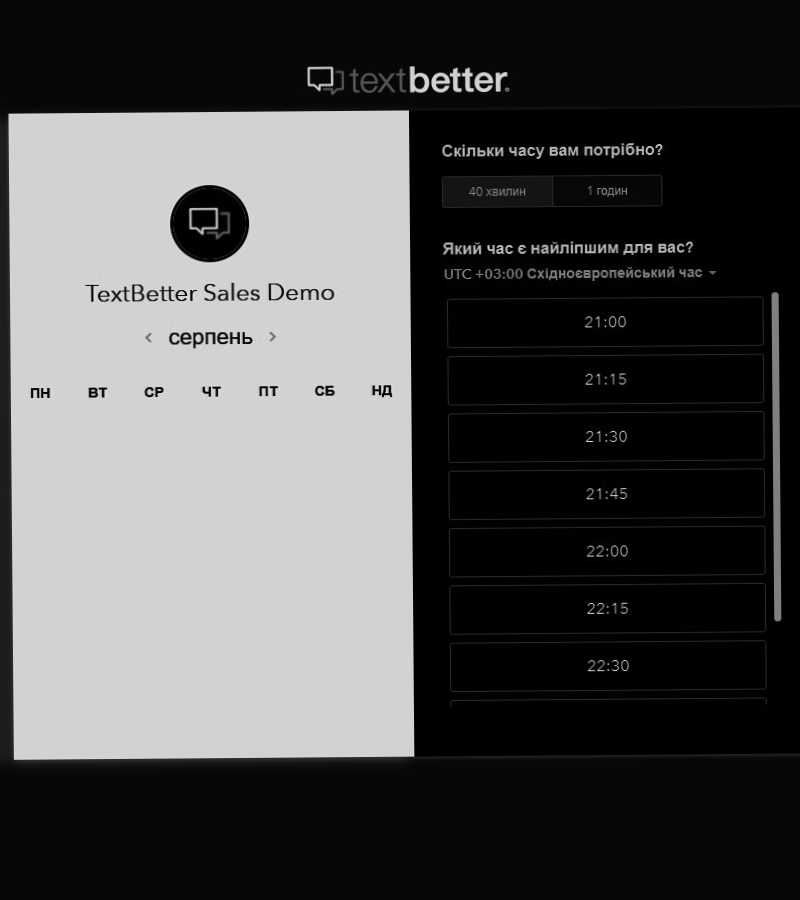 textbetter.
TextBetter Sales Demo
серпень
ПН ВТ СР ЧТ ПТ СБ НД
Скільки часу вам потрібно?
40 хвилин 1 годин
Який час є найліпшим для вас?
UTC +03:00 Східноєвропейський час
21:00
21:15
21:30
21:45
22:00
22:15
22:30